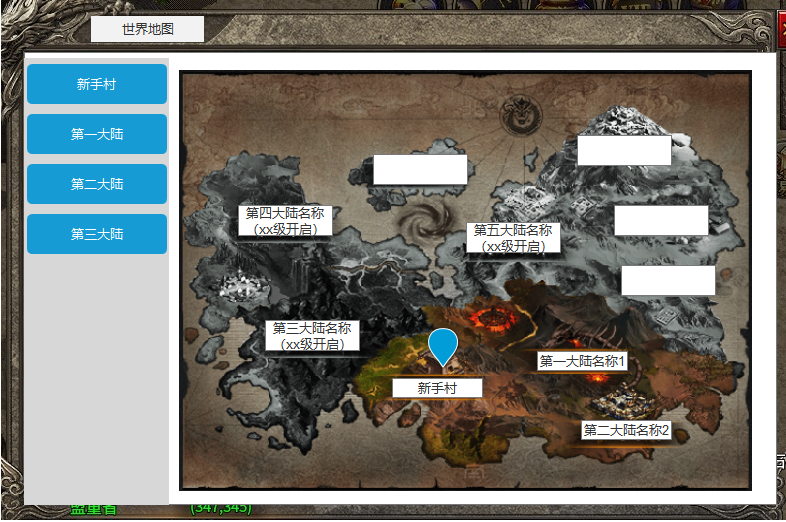 世界地图
新手村
第一大陆
第二大陆
第三大陆
第四大陆名称
（xx级开启）
第五大陆名称
（xx级开启）
第三大陆名称
（xx级开启）
第一大陆名称1
新手村
第二大陆名称2
盟重省
(347,345)